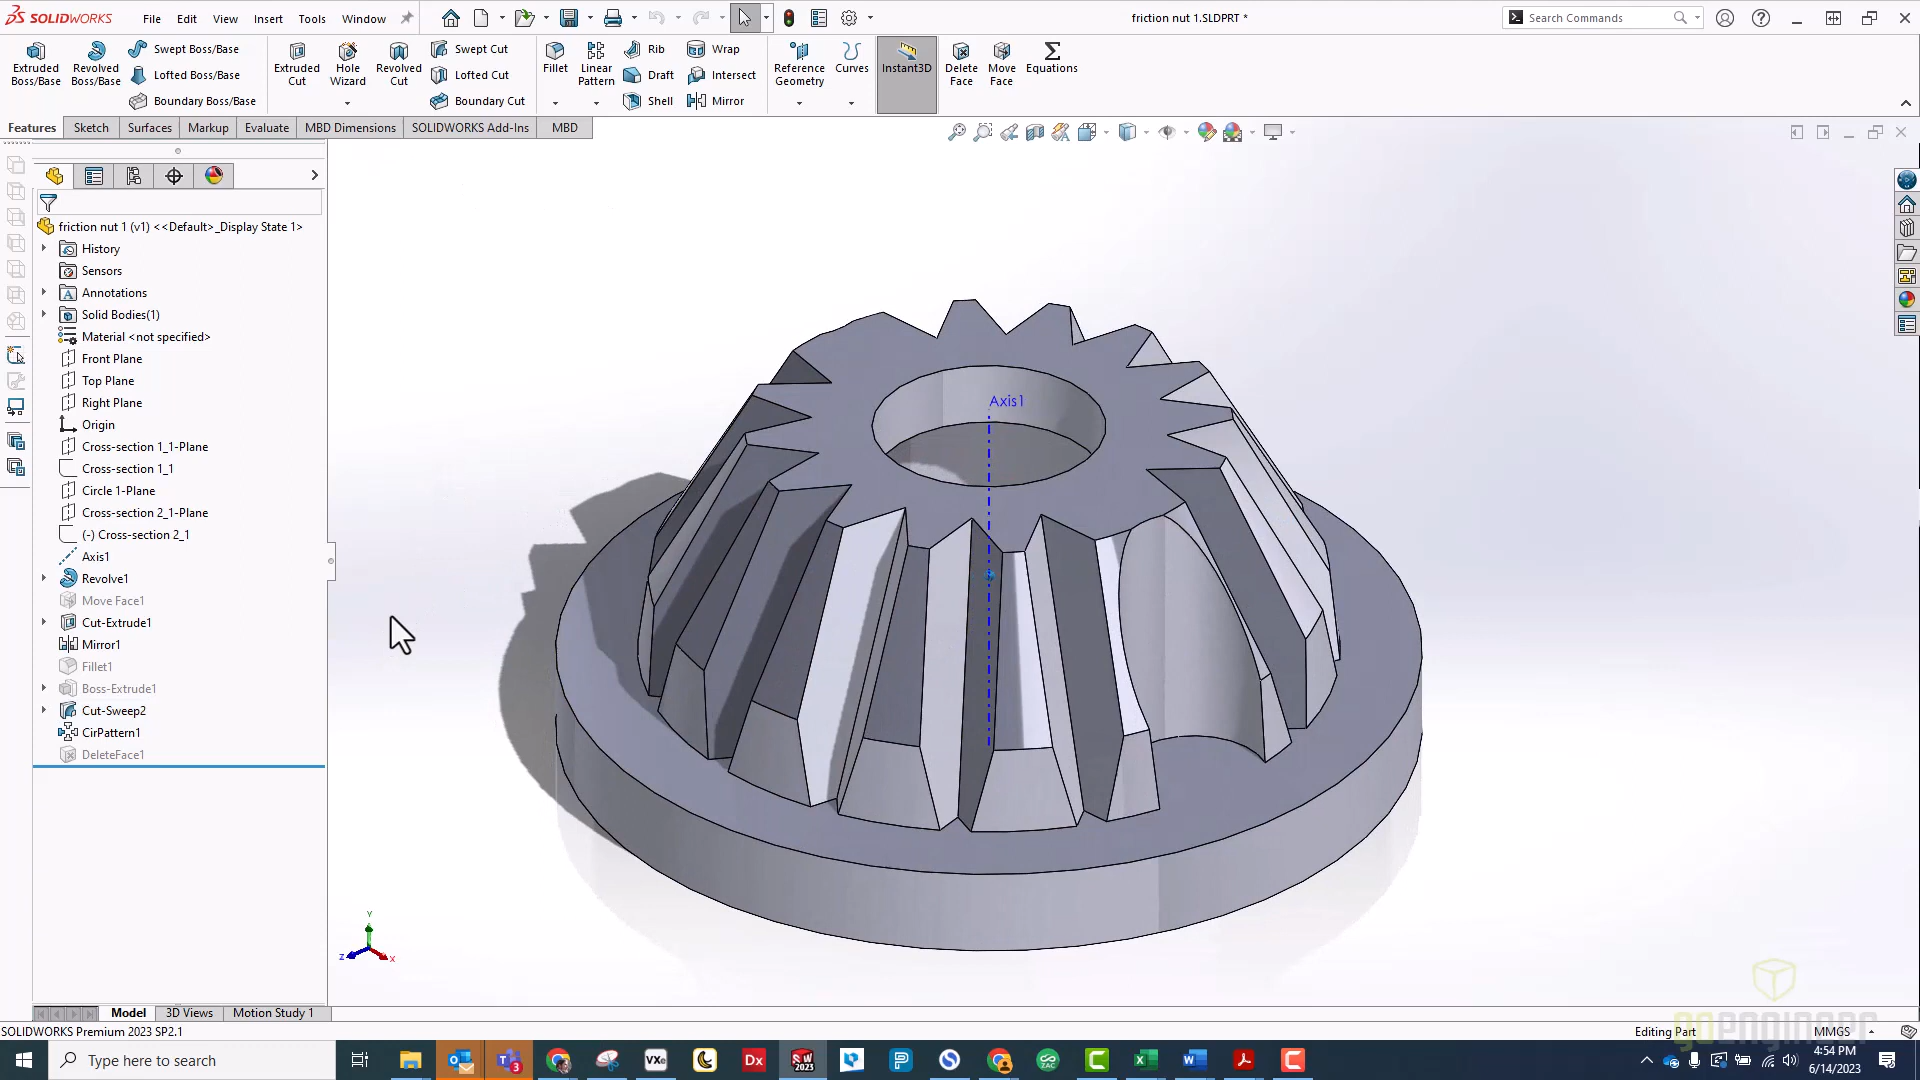 SOLIDWORKS File Edit View Insert Tools Window friction nut 1.SLDPRT * Search Commands
Extruded Boss/Base
Revolved Boss/Base
Swept Boss/Base
Lofted Boss/Base
Boundary Boss/Base
Extruded Cut
Hole Wizard
Revolved Cut
Swept Cut
Lofted Cut
Boundary Cut
Fillet
Linear Pattern
Rib
Draft
Shell
Wrap
Intersect
Mirror
Reference Geometry
Curves
Instant3D
Delete Face
Move Face
Equations
Features Sketch Surfaces Markup Evaluate MBD Dimensions SOLIDWORKS Add-Ins MBD
friction nut 1 (v1) <<Default>_Display State 1>
History
Sensors
Annotations
Solid Bodies(1)
Material <not specified>
Front Plane
Top Plane
Right Plane
Origin
Cross-section 1_1-Plane
Cross-section 1_1
Circle 1-Plane
Cross-section 2_1-Plane
(-) Cross-section 2_1
Axis1
Revolve1
Move Face1
Cut-Extrude1
Mirror1
Fillet1
Boss-Extrude1
Cut-Sweep2
CirPattern1
DeleteFace1
Axis1
Y
Z
X
Model 3D Views Motion Study 1
SOLIDWORKS Premium 2023 SP2.1 Editing Part MMGS
goengineer
Type here to search
3
VXe
Dx
SW
2023
ZAC
4:54 PM
6/14/2023